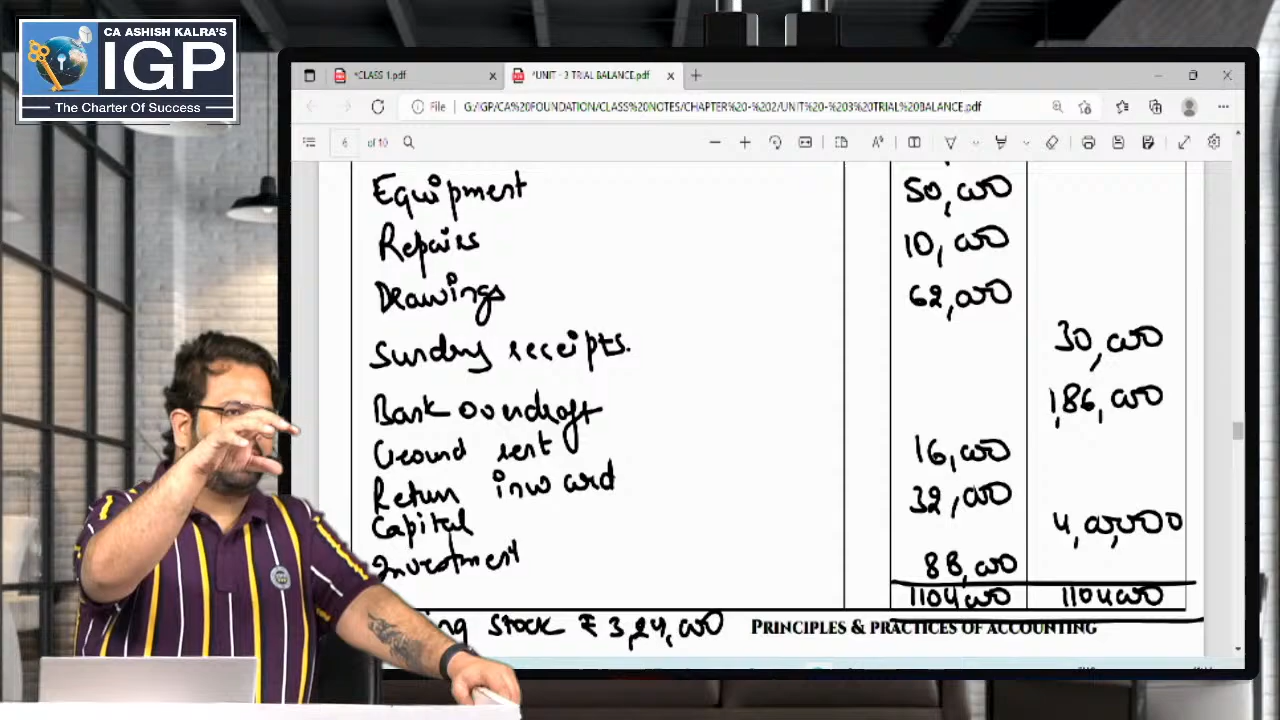 CA ASHISH KALRA'S
IGP
The Charter Of Success
*CLASS 1.pdf
*UNIT - 3 TRIAL BALANCE.pdf
File
G:/IGP/CA%20FOUNDATION/CLASS%20NOTES/CHAPTER%20-%202/UNIT%20-%203%20TRIAL%20BALANCE.pdf
6 of 10
Equipment 50,000
Repairs 10,000
Drawings 62,000
Sundry receipts. 30,000
Bank overdraft 1,86,000
Ground rent 16,000
Return inward 32,000
Capital 4,00,000
Investment 88,000
1104000 1104000
ing stock ₹ 3,24,000 PRINCIPLES & PRACTICES OF ACCOUNTING